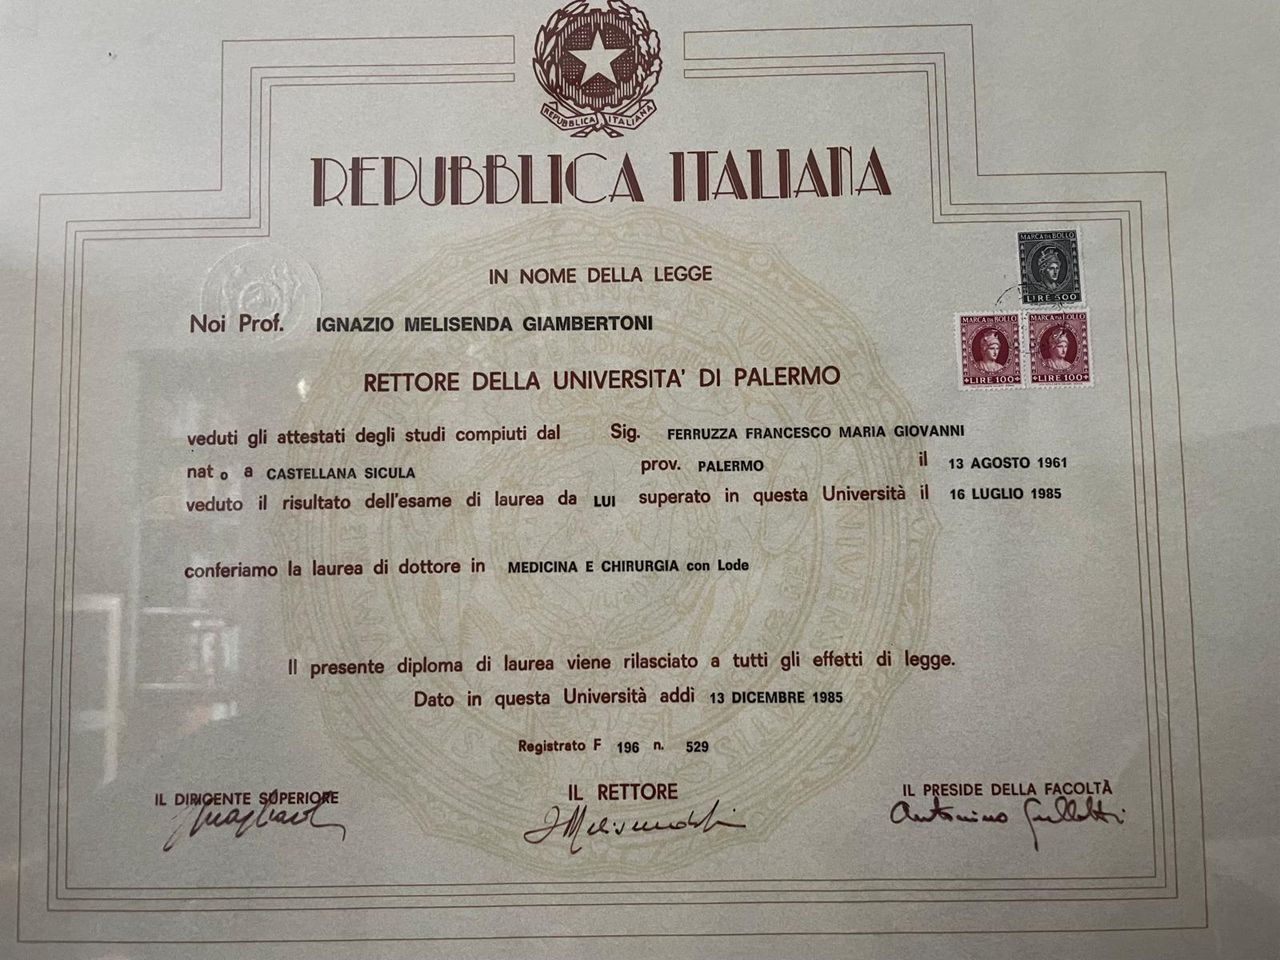 REPUBBLICA ITALIANA
REPUBBLICA ITALIANA
IN NOME DELLA LEGGE
MARCA DA BOLLO
LIRE 500
Noi Prof. IGNAZIO MELISENDA GIAMBERTONI
MARCA DA BOLLO MARCA DA BOLLO
LIRE 100 LIRE 100
RETTORE DELLA UNIVERSITA' DI PALERMO
veduti gli attestati degli studi compiuti dal Sig. FERRUZZA FRANCESCO MARIA GIOVANNI
nat o a CASTELLANA SICULA prov. PALERMO il 13 AGOSTO 1961
veduto il risultato dell'esame di laurea da LUI superato in questa Università il 16 LUGLIO 1985
conferiamo la laurea di dottore in MEDICINA E CHIRURGIA con Lode
Il presente diploma di laurea viene rilasciato a tutti gli effetti di legge.
Dato in questa Università addì 13 DICEMBRE 1985
Registrato F 196 n. 529
IL DIRIGENTE SUPERIORE IL RETTORE IL PRESIDE DELLA FACOLTÀ
Antonino Gullotti